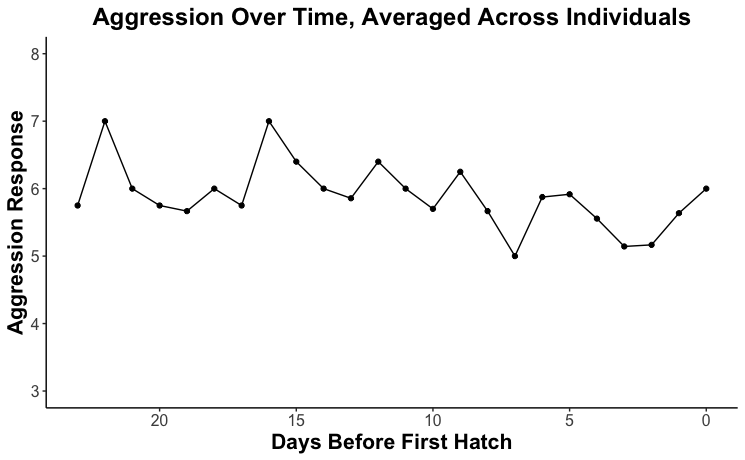 Aggression Over Time, Averaged Across Individuals
8
7
6
5
4
3
Aggression Response
20 15 10 5 0
Days Before First Hatch